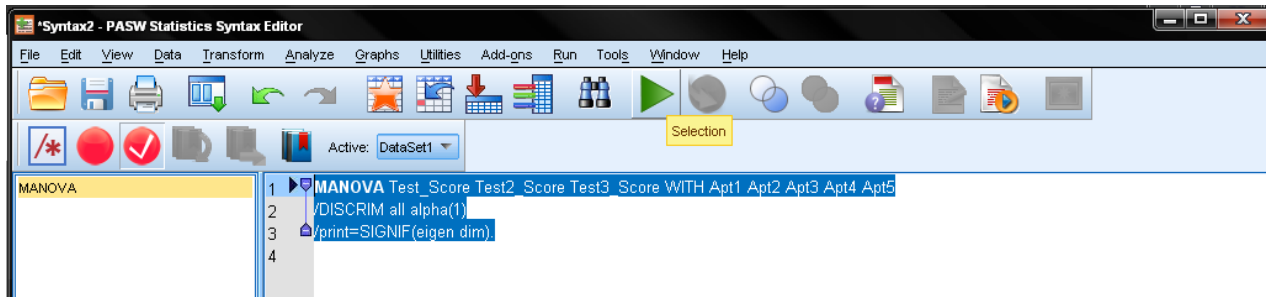 *Syntax2 - PASW Statistics Syntax Editor
File Edit View Data Transform Analyze Graphs Utilities Add-ons Run Tools Window Help
Selection
Active: DataSet1
MANOVA
1 MANOVA Test_Score Test2_Score Test3_Score WITH Apt1 Apt2 Apt3 Apt4 Apt5
2 /DISCRIM all alpha(1)
3 /print=SIGNIF(eigen dim).
4